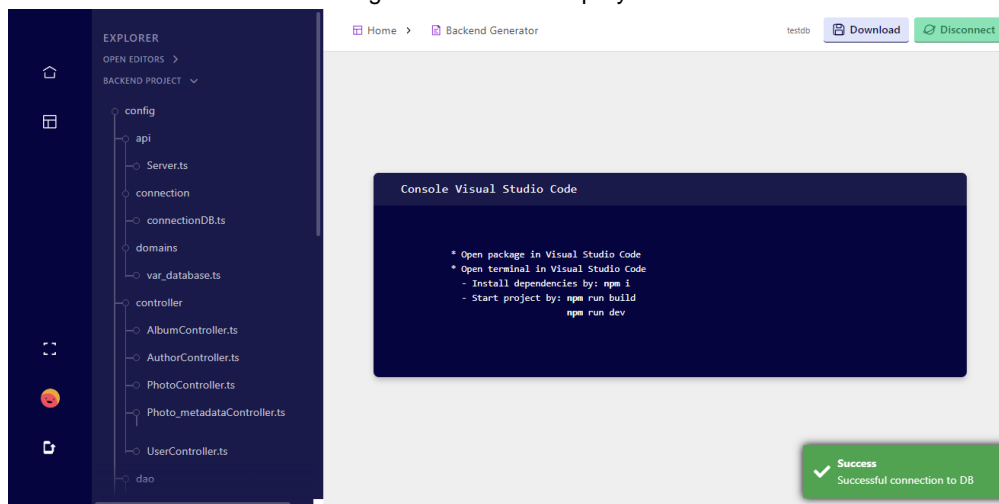 EXPLORER
OPEN EDITORS
BACKEND PROJECT
config
api
Server.ts
connection
connectionDB.ts
domains
var_database.ts
controller
AlbumController.ts
AuthorController.ts
PhotoController.ts
Photo_metadataController.ts
UserController.ts
dao
Home > Backend Generator
testdb Download Disconnect
Console Visual Studio Code
* Open package in Visual Studio Code
* Open terminal in Visual Studio Code
- Install dependencies by: npm i
- Start project by: npm run build
npm run dev
Success
Successful connection to DB